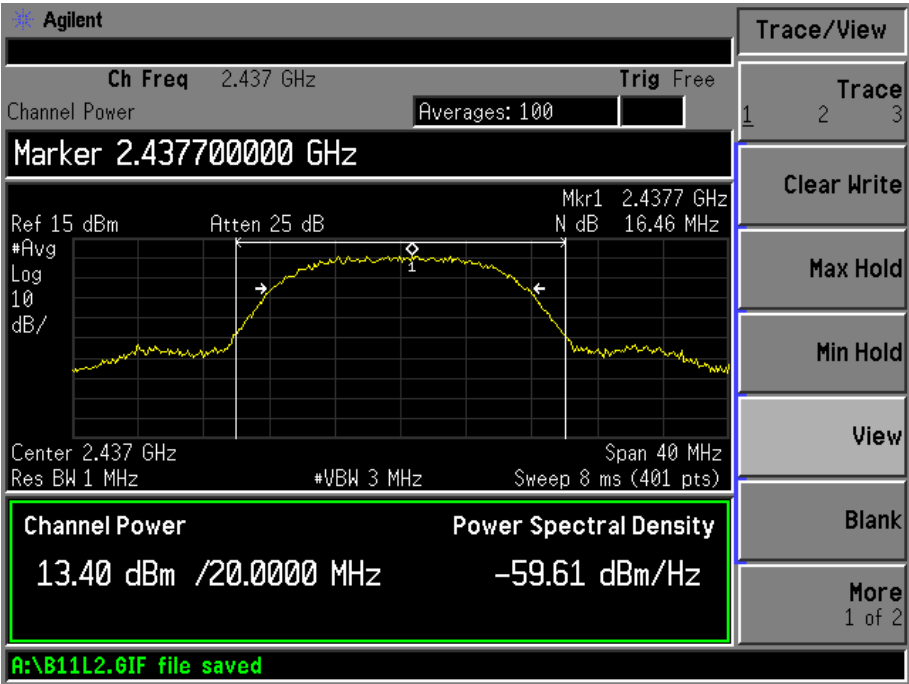 Agilent
Ch Freq 2.437 GHz Trig Free
Channel Power Averages: 100
Marker 2.437700000 GHz
Mkr1 2.4377 GHz
Ref 15 dBm Atten 25 dB N dB 16.46 MHz
#Avg
Log
10
dB/
1
Center 2.437 GHz Span 40 MHz
Res BW 1 MHz #VBW 3 MHz Sweep 8 ms (401 pts)
Channel Power Power Spectral Density
13.40 dBm /20.0000 MHz -59.61 dBm/Hz
A:\B11L2.GIF file saved
Trace/View
Trace
1 2 3
Clear Write
Max Hold
Min Hold
View
Blank
More
1 of 2